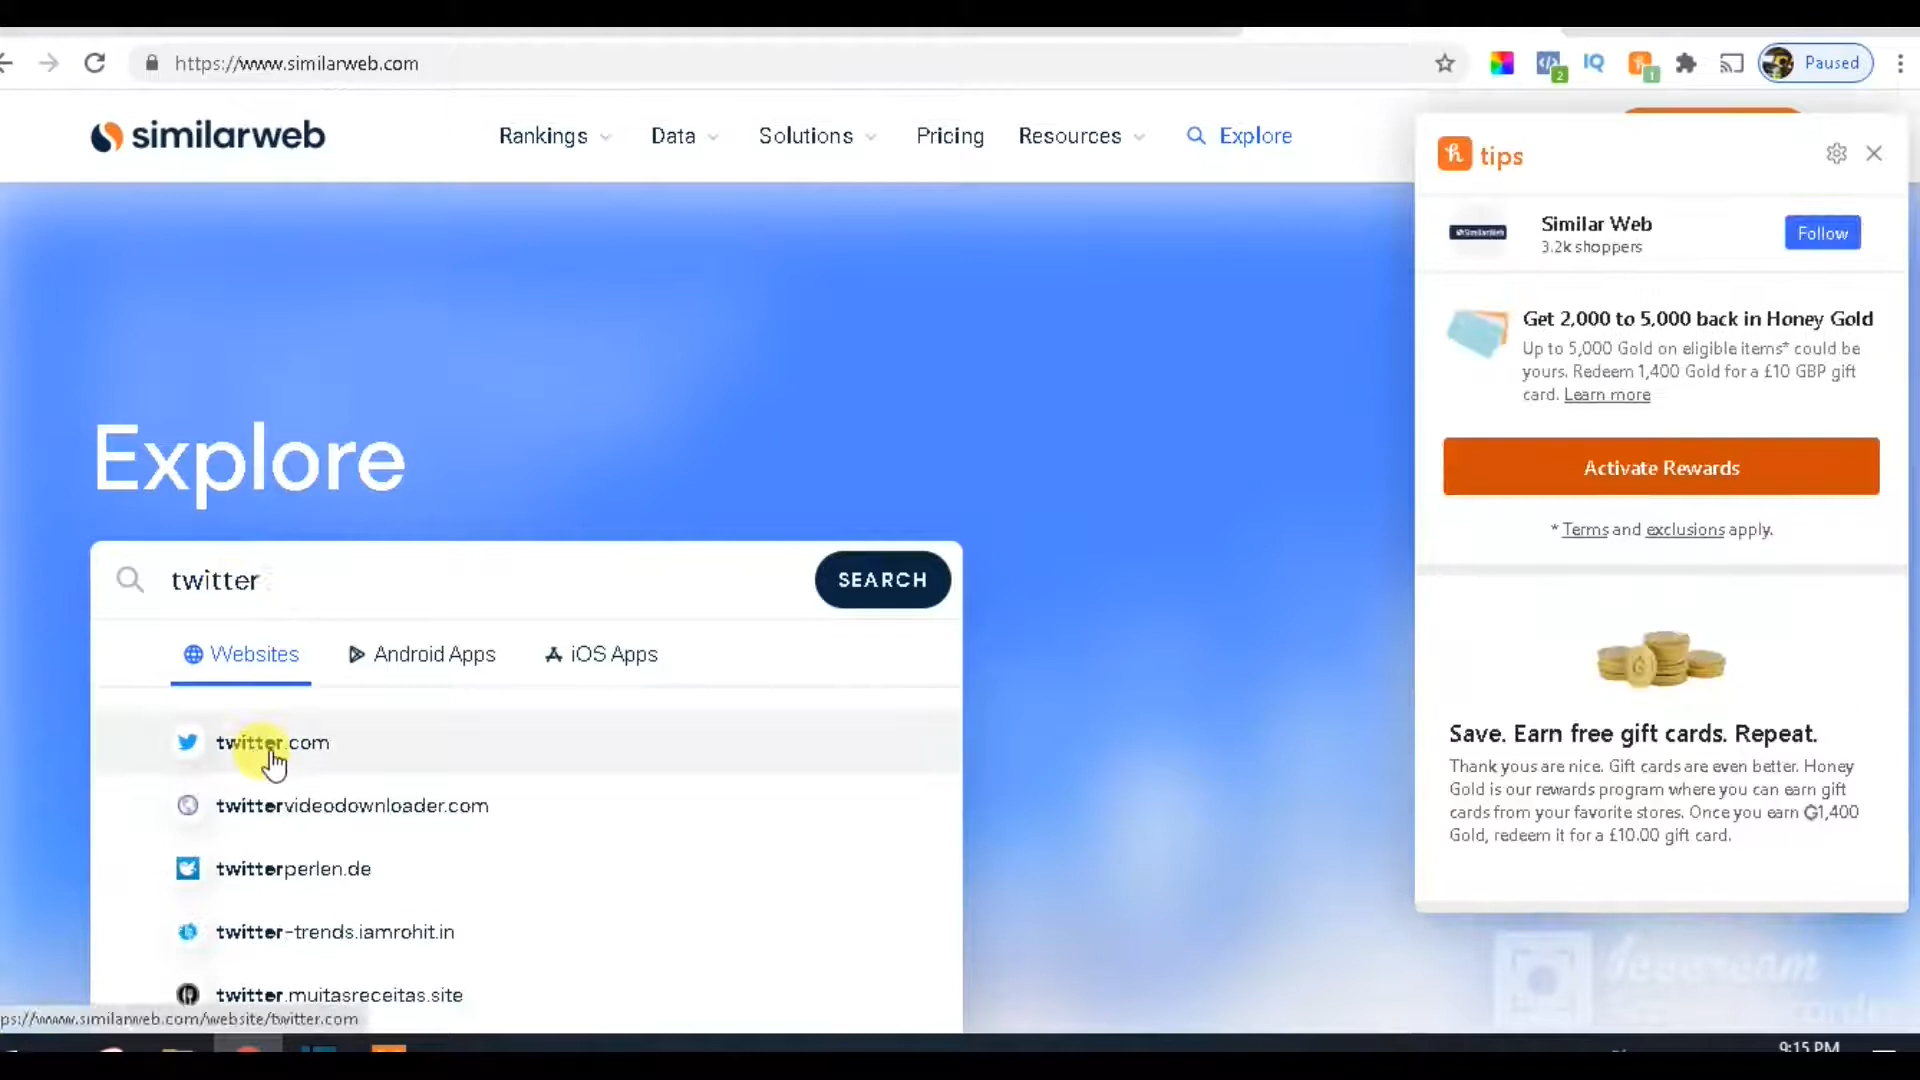 https://www.similarweb.com
2
IQ
1
Paused
similarweb
Rankings
Data
Solutions
Pricing
Resources
Explore
h tips
SimilarWeb
Similar Web
3.2k shoppers
Follow
Get 2,000 to 5,000 back in Honey Gold
Up to 5,000 Gold on eligible items* could be
yours. Redeem 1,400 Gold for a £10 GBP gift
card. Learn more
Activate Rewards
* Terms and exclusions apply.
Save. Earn free gift cards. Repeat.
Thank yous are nice. Gift cards are even better. Honey
Gold is our rewards program where you can earn gift
cards from your favorite stores. Once you earn G1,400
Gold, redeem it for a £10.00 gift card.
Explore
twitter
SEARCH
Websites
Android Apps
iOS Apps
twitter.com
twittervideodownloader.com
twitterperlen.de
twitter-trends.iamrohit.in
twitter.muitasreceitas.site
ps://www.similarweb.com/website/twitter.com
9:15 PM